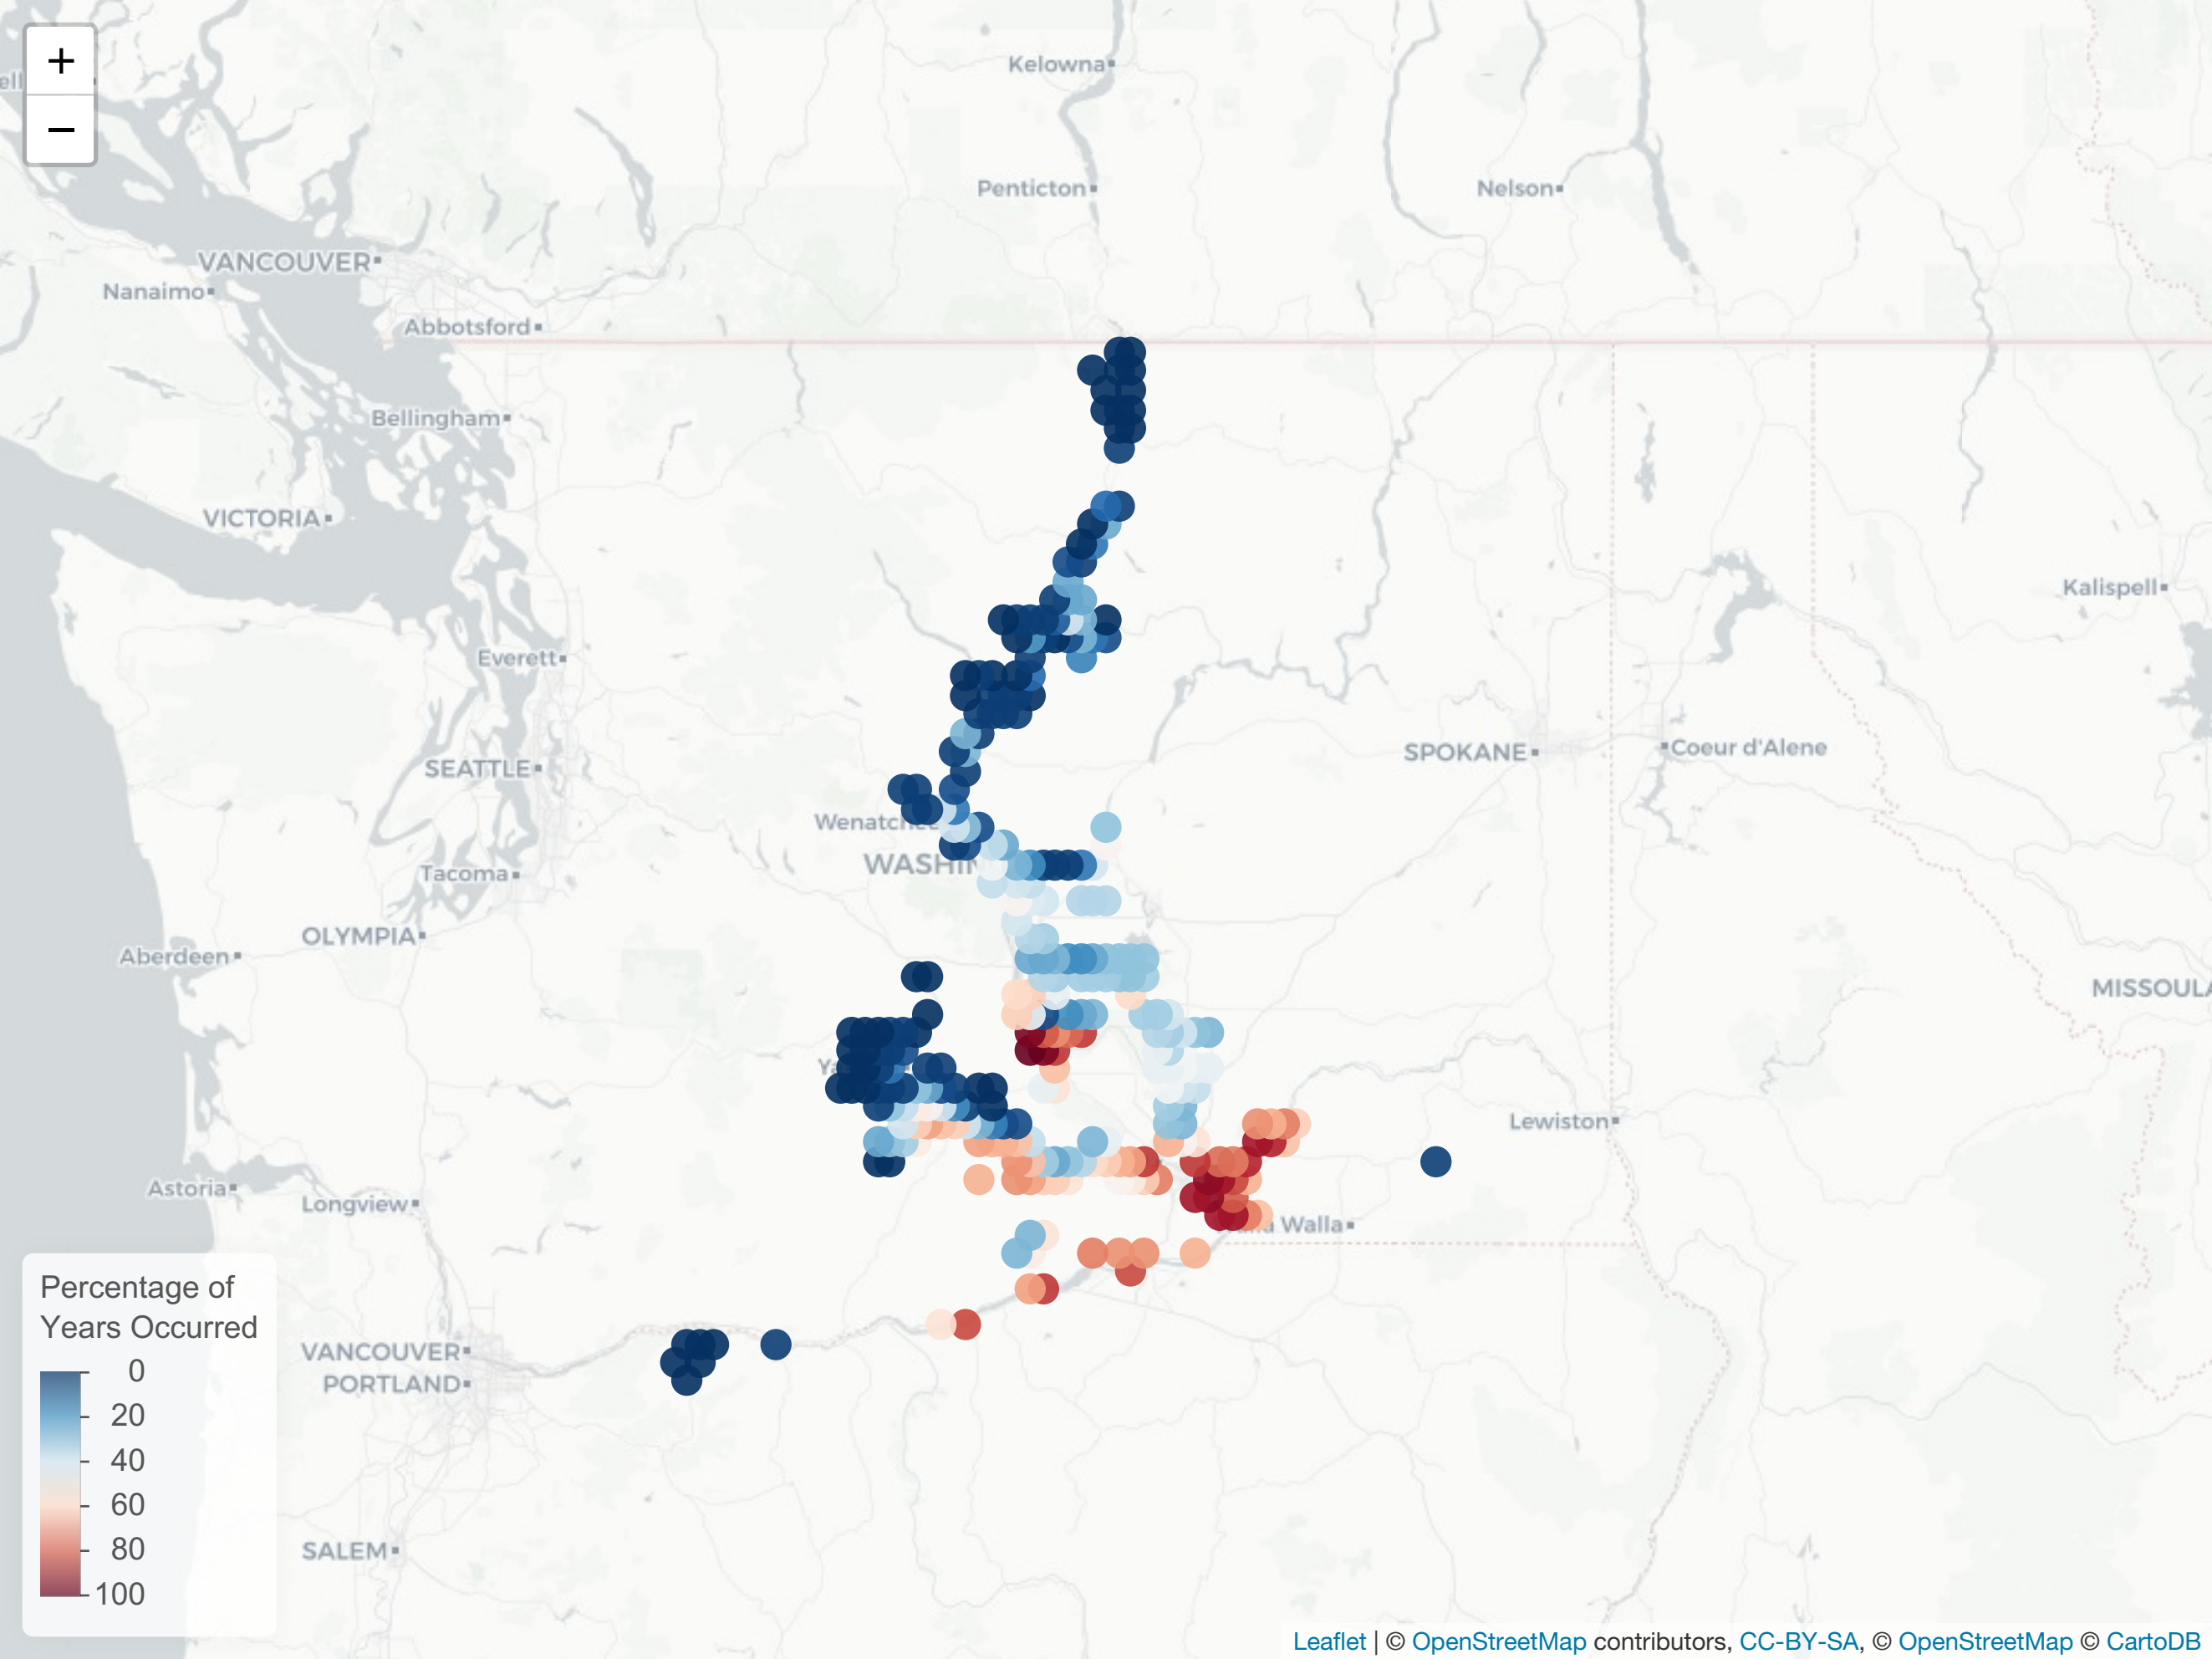 +
−
Kelowna
Penticton
Nelson
VANCOUVER
Nanaimo
Abbotsford
Bellingham
VICTORIA
Kalispell
Everett
SPOKANE
Coeur d'Alene
SEATTLE
Wenatch
WASHIN
Tacoma
OLYMPIA
Aberdeen
MISSOULA
Lewiston
Astoria
Longview
Walla
VANCOUVER
PORTLAND
SALEM
Percentage of
Years Occurred
0
20
40
60
80
100
Leaflet | © OpenStreetMap contributors, CC-BY-SA, © OpenStreetMap © CartoDB